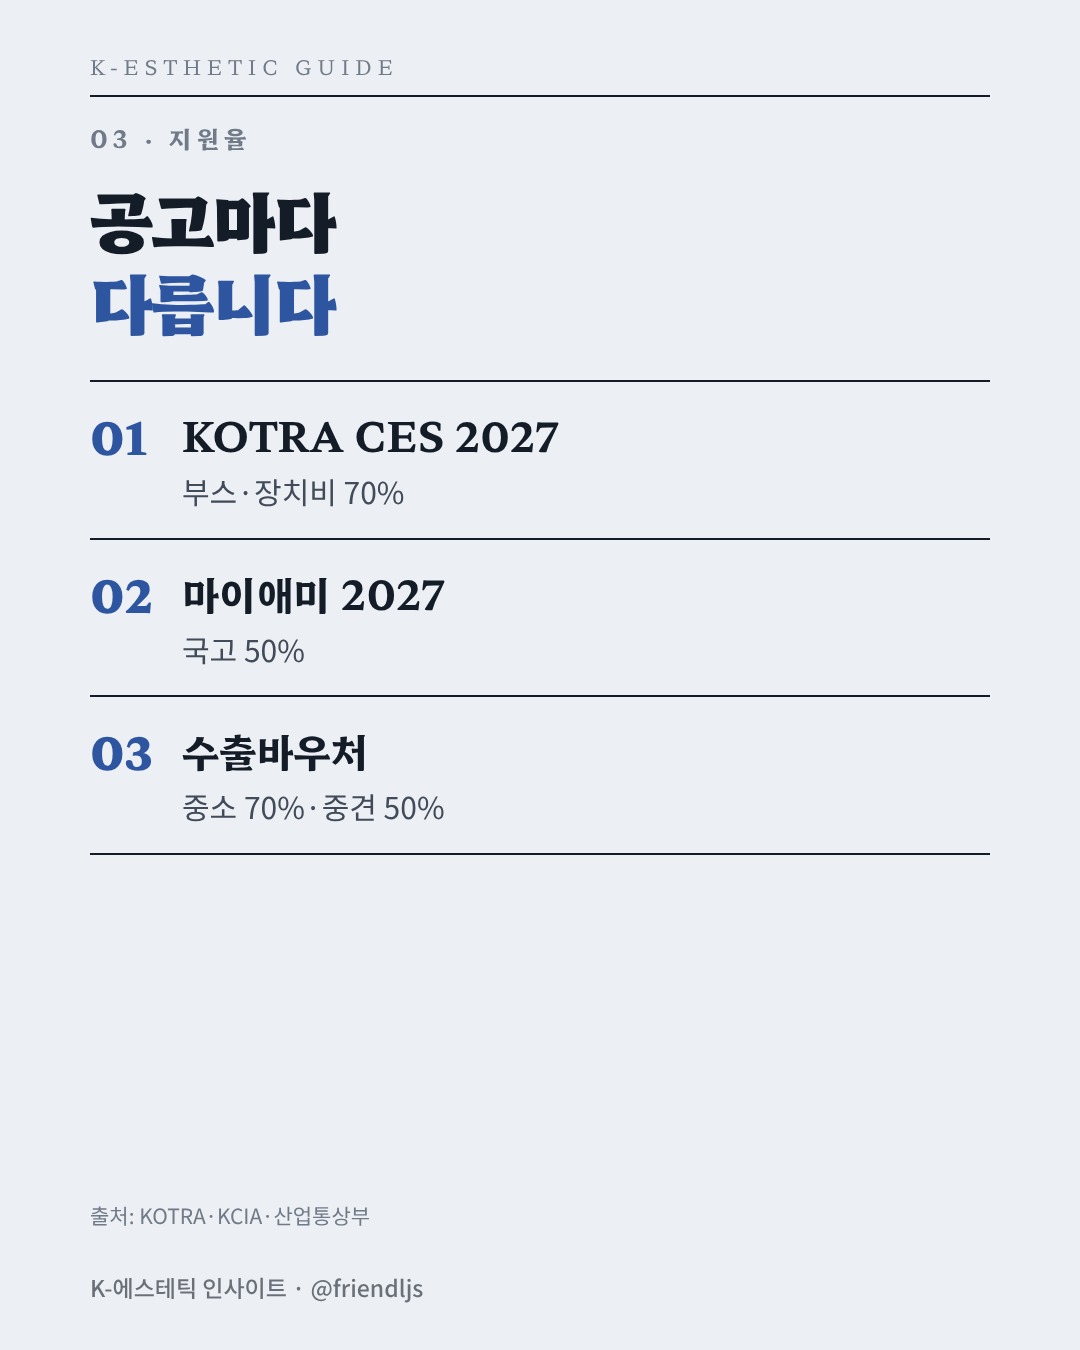 K-ESTHETIC GUIDE
03 · 지원율
공고마다
다릅니다
01 KOTRA CES 2027
부스·장치비 70%
02 마이애미 2027
국고 50%
03 수출바우처
중소 70%·중견 50%
출처: KOTRA·KCIA·산업통상부
K-에스테틱 인사이트 · @friendljs